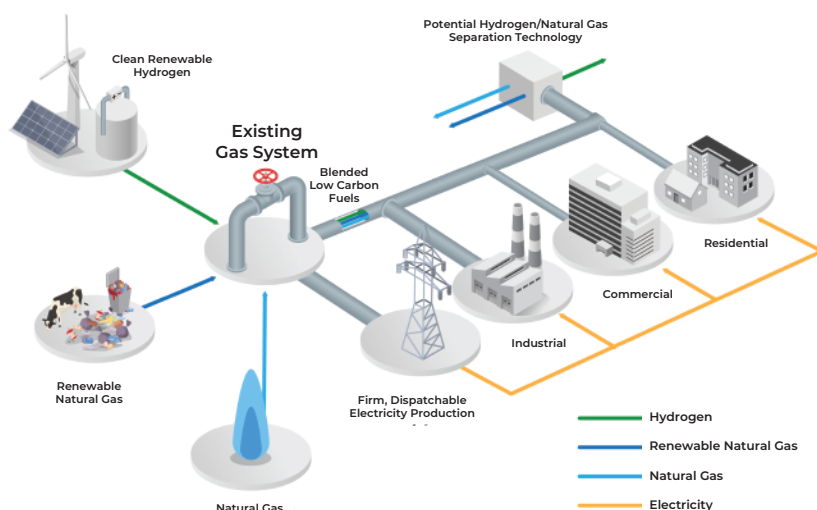 Potential Hydrogen/Natural Gas
Separation Technology
Clean Renewable
Hydrogen
Existing
Gas System
Blended
Low Carbon
Fuels
Residential
Commercial
Industrial
Renewable
Natural Gas
Firm, Dispatchable
Electricity Production
Natural Gas
Hydrogen
Renewable Natural Gas
Natural Gas
Electricity